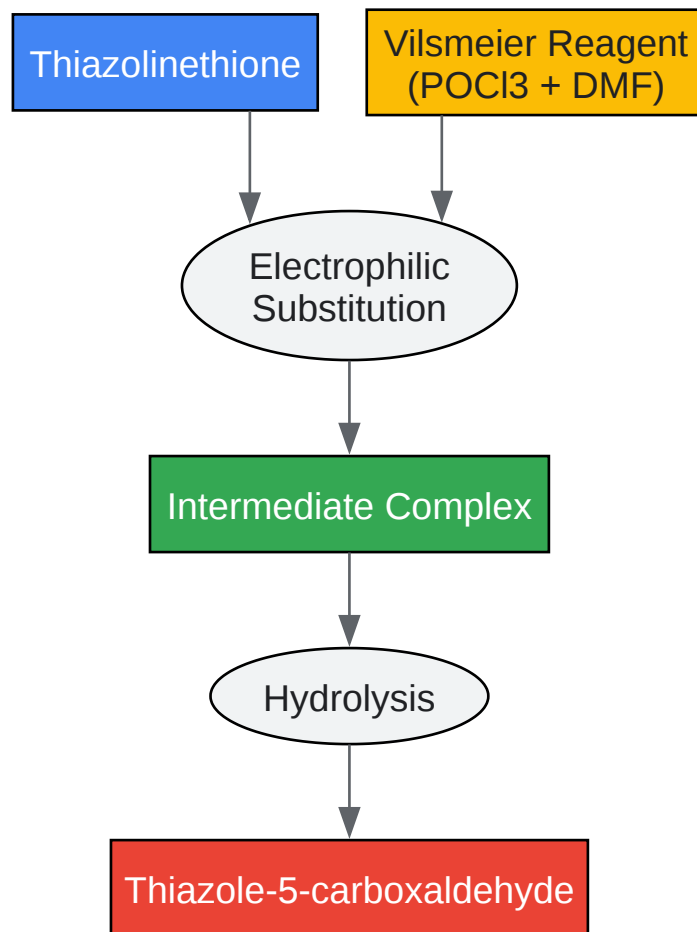 Thiazolinethione
Vilsmeier Reagent
(POCl3 + DMF)
Electrophilic
Substitution
Intermediate Complex
Hydrolysis
Thiazole-5-carboxaldehyde